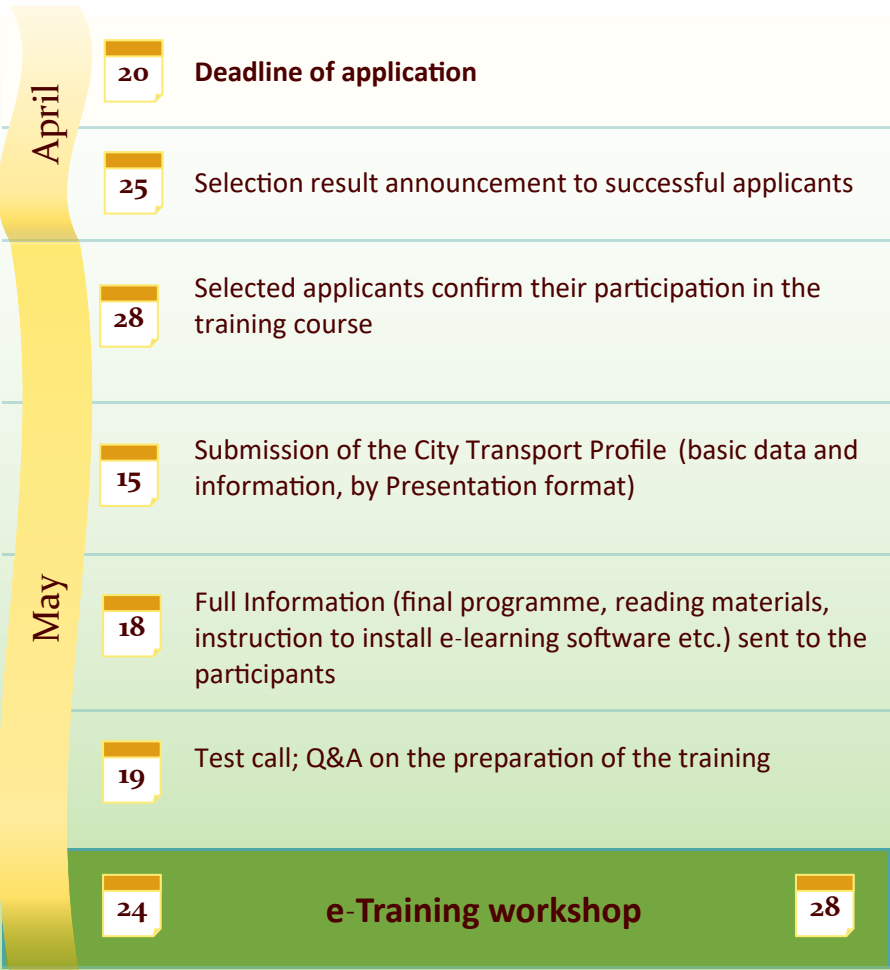 April
20
Deadline of application
25
Selection result announcement to successful applicants
28
Selected applicants confirm their participation in the
training course
May
15
Submission of the City Transport Profile (basic data and
information, by Presentation format)
18
Full Information (final programme, reading materials,
instruction to install e-learning software etc.) sent to the
participants
19
Test call; Q&A on the preparation of the training
24
e-Training workshop
28